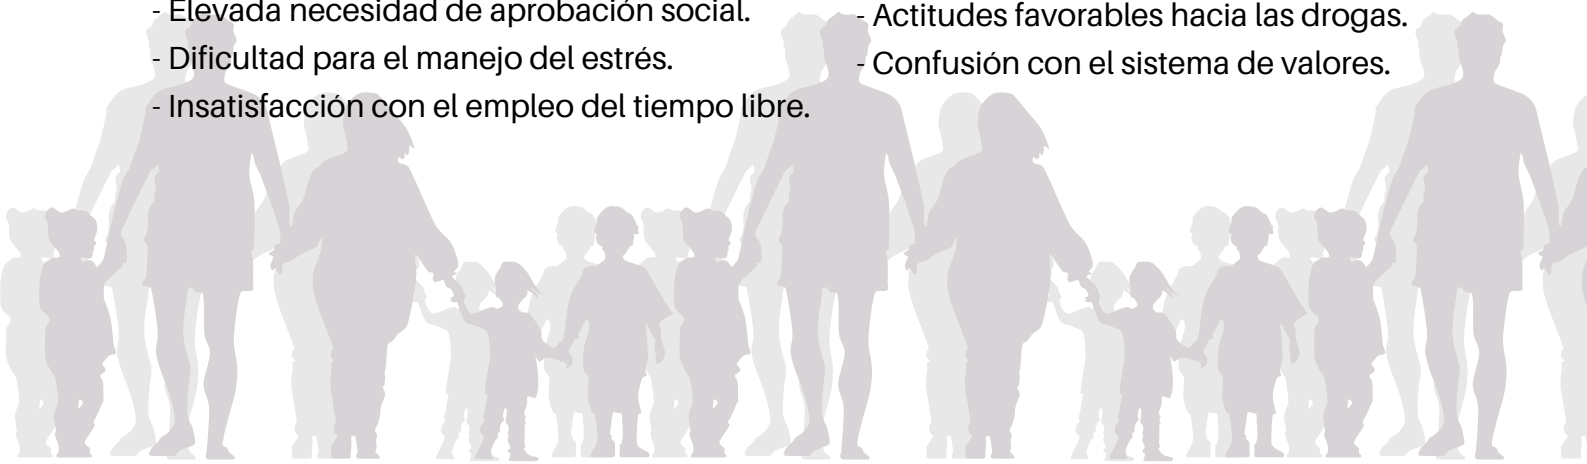 - Elevada necesidad de aprobación social.
- Dificultad para el manejo del estrés.
- Insatisfacción con el empleo del tiempo libre.
- Actitudes favorables hacia las drogas.
- Confusión con el sistema de valores.